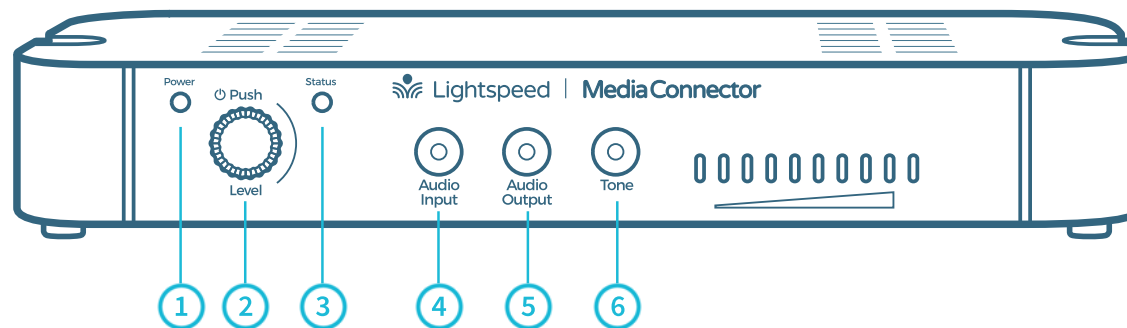 Power
Status
⏻ Push
Lightspeed | MediaConnector
Level
Audio
Input
Audio
Output
Tone
1
2
3
4
5
6